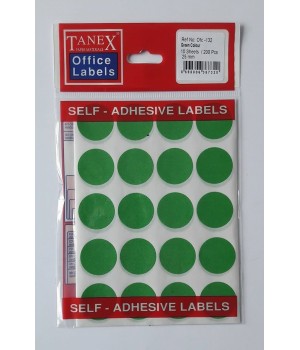 TANEX
Office
Labels
Ref No: Ofc -132
Green Colour
10 Sheets / 200 Pcs
25 mm
SELF - ADHESIVE LABELS
SELF - ADHESIVE LABELS